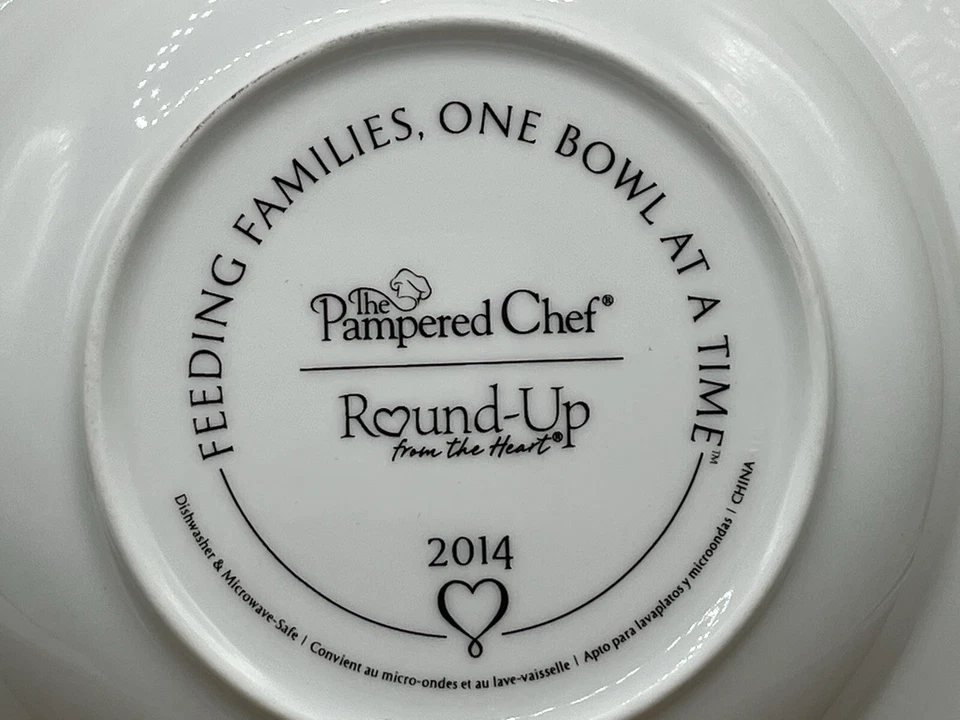 FEEDING FAMILIES, ONE BOWL AT A TIME™
The
Pampered Chef®
Round-Up
from the Heart®
2014
Dishwasher & Microwave-Safe | Convient au micro-ondes et au lave-vaisselle | Apto para lavaplatos y microondas | CHINA